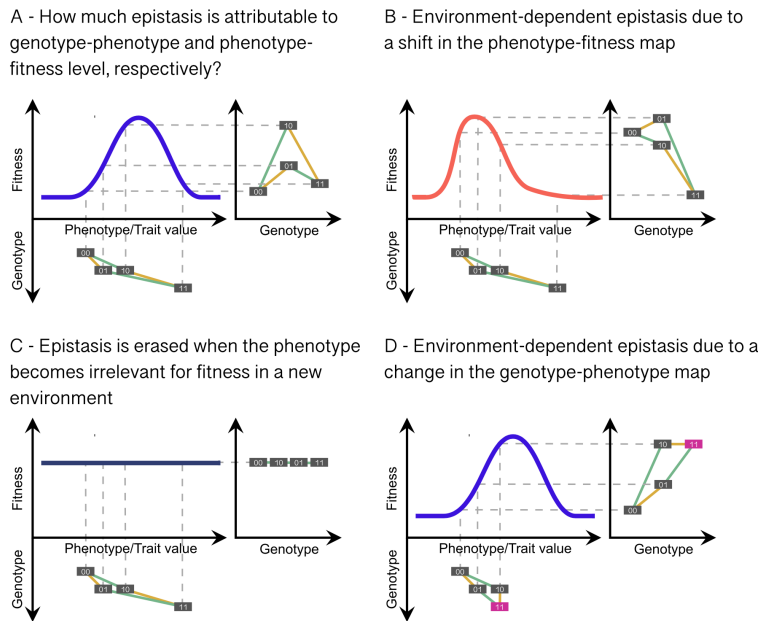 A - How much epistasis is attributable to
genotype-phenotype and phenotype-
fitness level, respectively?
Fitness
Genotype
Phenotype/Trait value
Genotype
10
01
00
11
00
01
10
11
B - Environment-dependent epistasis due to
a shift in the phenotype-fitness map
Fitness
Genotype
Phenotype/Trait value
Genotype
01
00
10
11
00
01
10
11
C - Epistasis is erased when the phenotype
becomes irrelevant for fitness in a new
environment
Fitness
Genotype
Phenotype/Trait value
Genotype
00 10 01 11
00
01
10
11
D - Environment-dependent epistasis due to a
change in the genotype-phenotype map
Fitness
Genotype
Phenotype/Trait value
Genotype
10
11
01
00
00
01
10
11